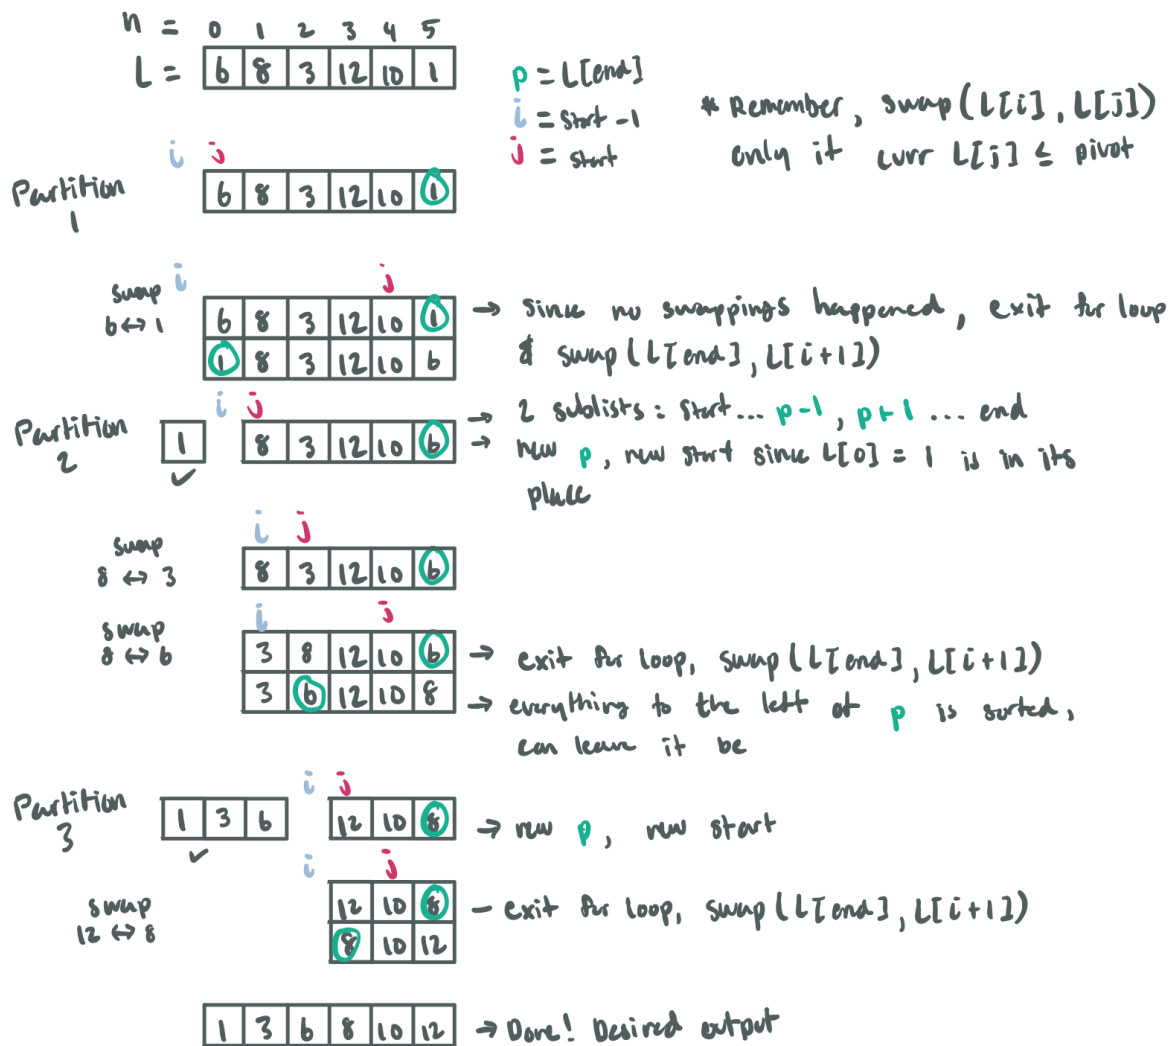 n = 0 1 2 3 4 5
L = 6 8 3 12 10 1
p = L[end]
i = start -1
j = start
* Remember, swap(L[i], L[j])
only if curr L[j] ≤ pivot
i j
Partition
1
6 8 3 12 10 1
i j
swap
6 ↔ 1
6 8 3 12 10 1
1 8 3 12 10 6
→ since no swappings happened, exit for loop
& swap(L[end], L[i+1])
i j
Partition
2
1 ✓
8 3 12 10 6
→ 2 sublists: start... p-1, p+1 ... end
→ new p, new start since L[0] = 1 is in its
place
i j
swap
8 ↔ 3
8 3 12 10 6
i j
swap
8 ↔ 6
3 8 12 10 6
3 6 12 10 8
→ exit for loop, swap(L[end], L[i+1])
→ everything to the left of p is sorted,
can leave it be
i j
Partition
3
1 3 6 ✓
12 10 8
→ new p, new start
i j
swap
12 ↔ 8
12 10 8
8 10 12
- exit for loop, swap(L[end], L[i+1])
1 3 6 8 10 12 → Done! Desired output